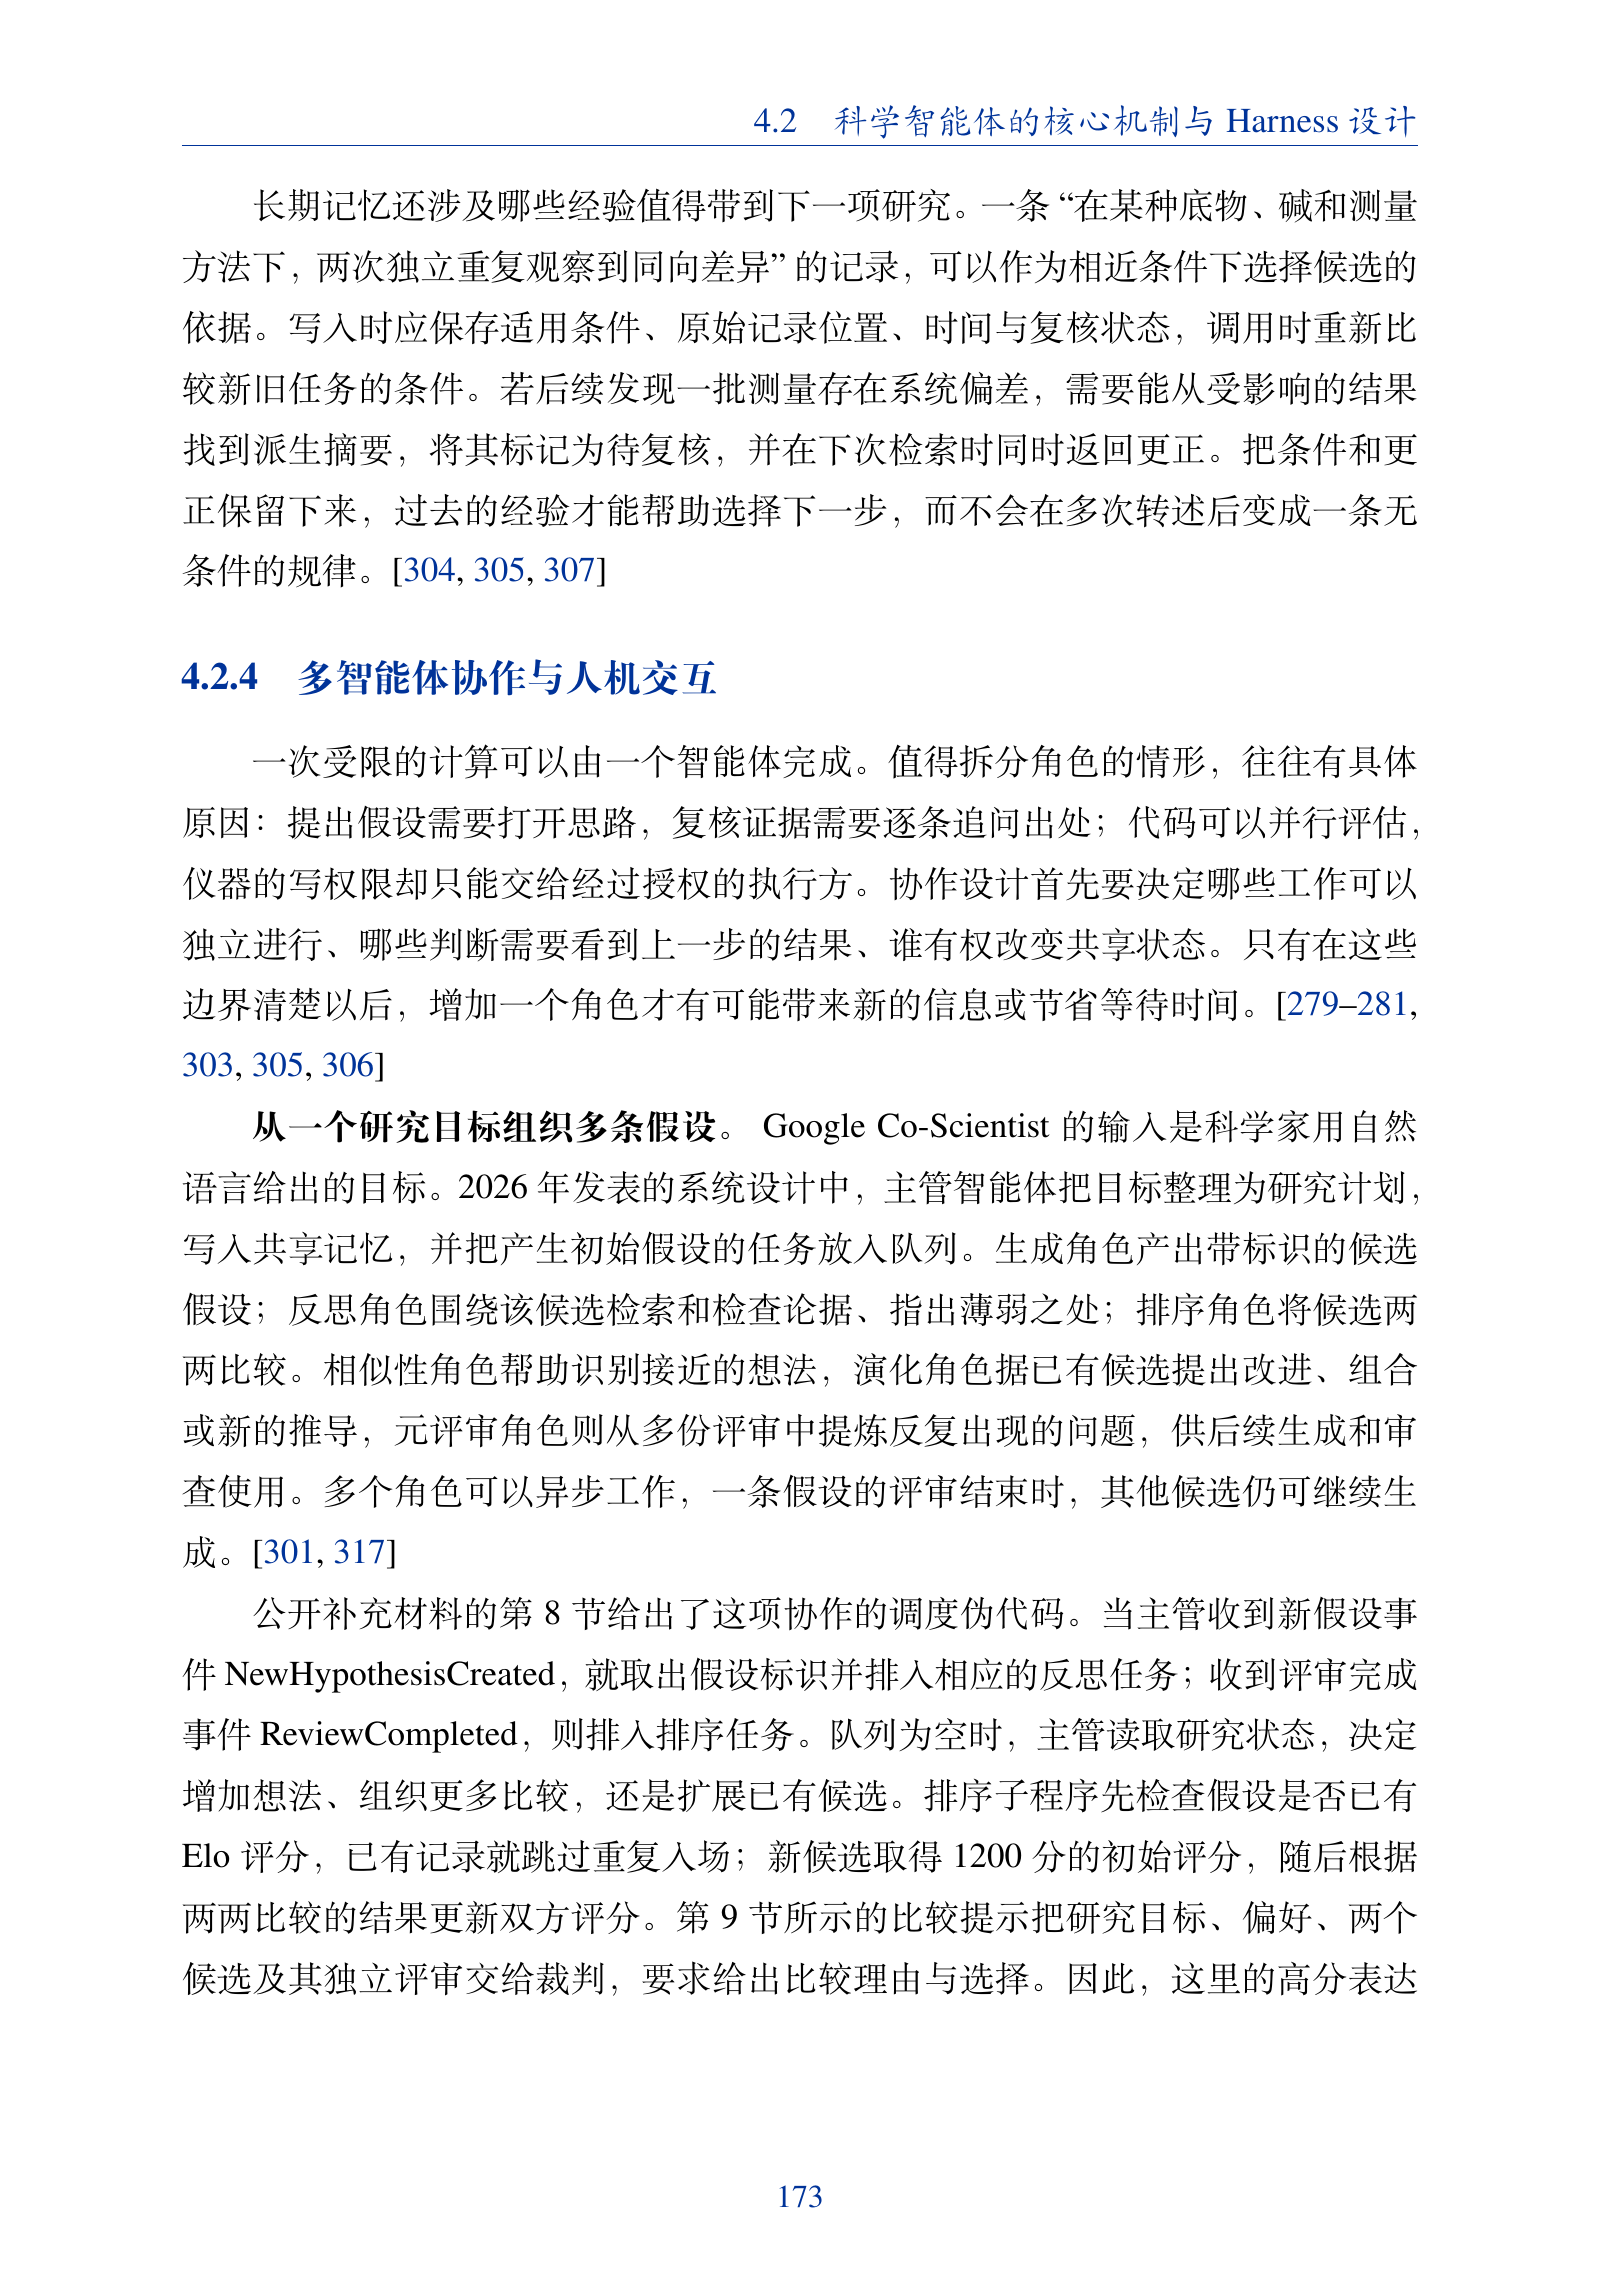 4.2 科学智能体的核心机制与 Harness 设计
长期记忆还涉及哪些经验值得带到下一项研究。一条 “在某种底物、碱和测量
方法下，两次独立重复观察到同向差异” 的记录，可以作为相近条件下选择候选的
依据。写入时应保存适用条件、原始记录位置、时间与复核状态，调用时重新比
较新旧任务的条件。若后续发现一批测量存在系统偏差，需要能从受影响的结果
找到派生摘要，将其标记为待复核，并在下次检索时同时返回更正。把条件和更
正保留下来，过去的经验才能帮助选择下一步，而不会在多次转述后变成一条无
条件的规律。[304, 305, 307]
4.2.4 多智能体协作与人机交互
一次受限的计算可以由一个智能体完成。值得拆分角色的情形，往往有具体
原因：提出假设需要打开思路，复核证据需要逐条追问出处；代码可以并行评估，
仪器的写权限却只能交给经过授权的执行方。协作设计首先要决定哪些工作可以
独立进行、哪些判断需要看到上一步的结果、谁有权改变共享状态。只有在这些
边界清楚以后，增加一个角色才有可能带来新的信息或节省等待时间。[279–281,
303, 305, 306]
从一个研究目标组织多条假设。 Google Co-Scientist 的输入是科学家用自然
语言给出的目标。2026 年发表的系统设计中，主管智能体把目标整理为研究计划，
写入共享记忆，并把产生初始假设的任务放入队列。生成角色产出带标识的候选
假设；反思角色围绕该候选检索和检查论据、指出薄弱之处；排序角色将候选两
两比较。相似性角色帮助识别接近的想法，演化角色据已有候选提出改进、组合
或新的推导，元评审角色则从多份评审中提炼反复出现的问题，供后续生成和审
查使用。多个角色可以异步工作，一条假设的评审结束时，其他候选仍可继续生
成。[301, 317]
公开补充材料的第 8 节给出了这项协作的调度伪代码。当主管收到新假设事
件 NewHypothesisCreated，就取出假设标识并排入相应的反思任务；收到评审完成
事件 ReviewCompleted，则排入排序任务。队列为空时，主管读取研究状态，决定
增加想法、组织更多比较，还是扩展已有候选。排序子程序先检查假设是否已有
Elo 评分，已有记录就跳过重复入场；新候选取得 1200 分的初始评分，随后根据
两两比较的结果更新双方评分。第 9 节所示的比较提示把研究目标、偏好、两个
候选及其独立评审交给裁判，要求给出比较理由与选择。因此，这里的高分表达
173